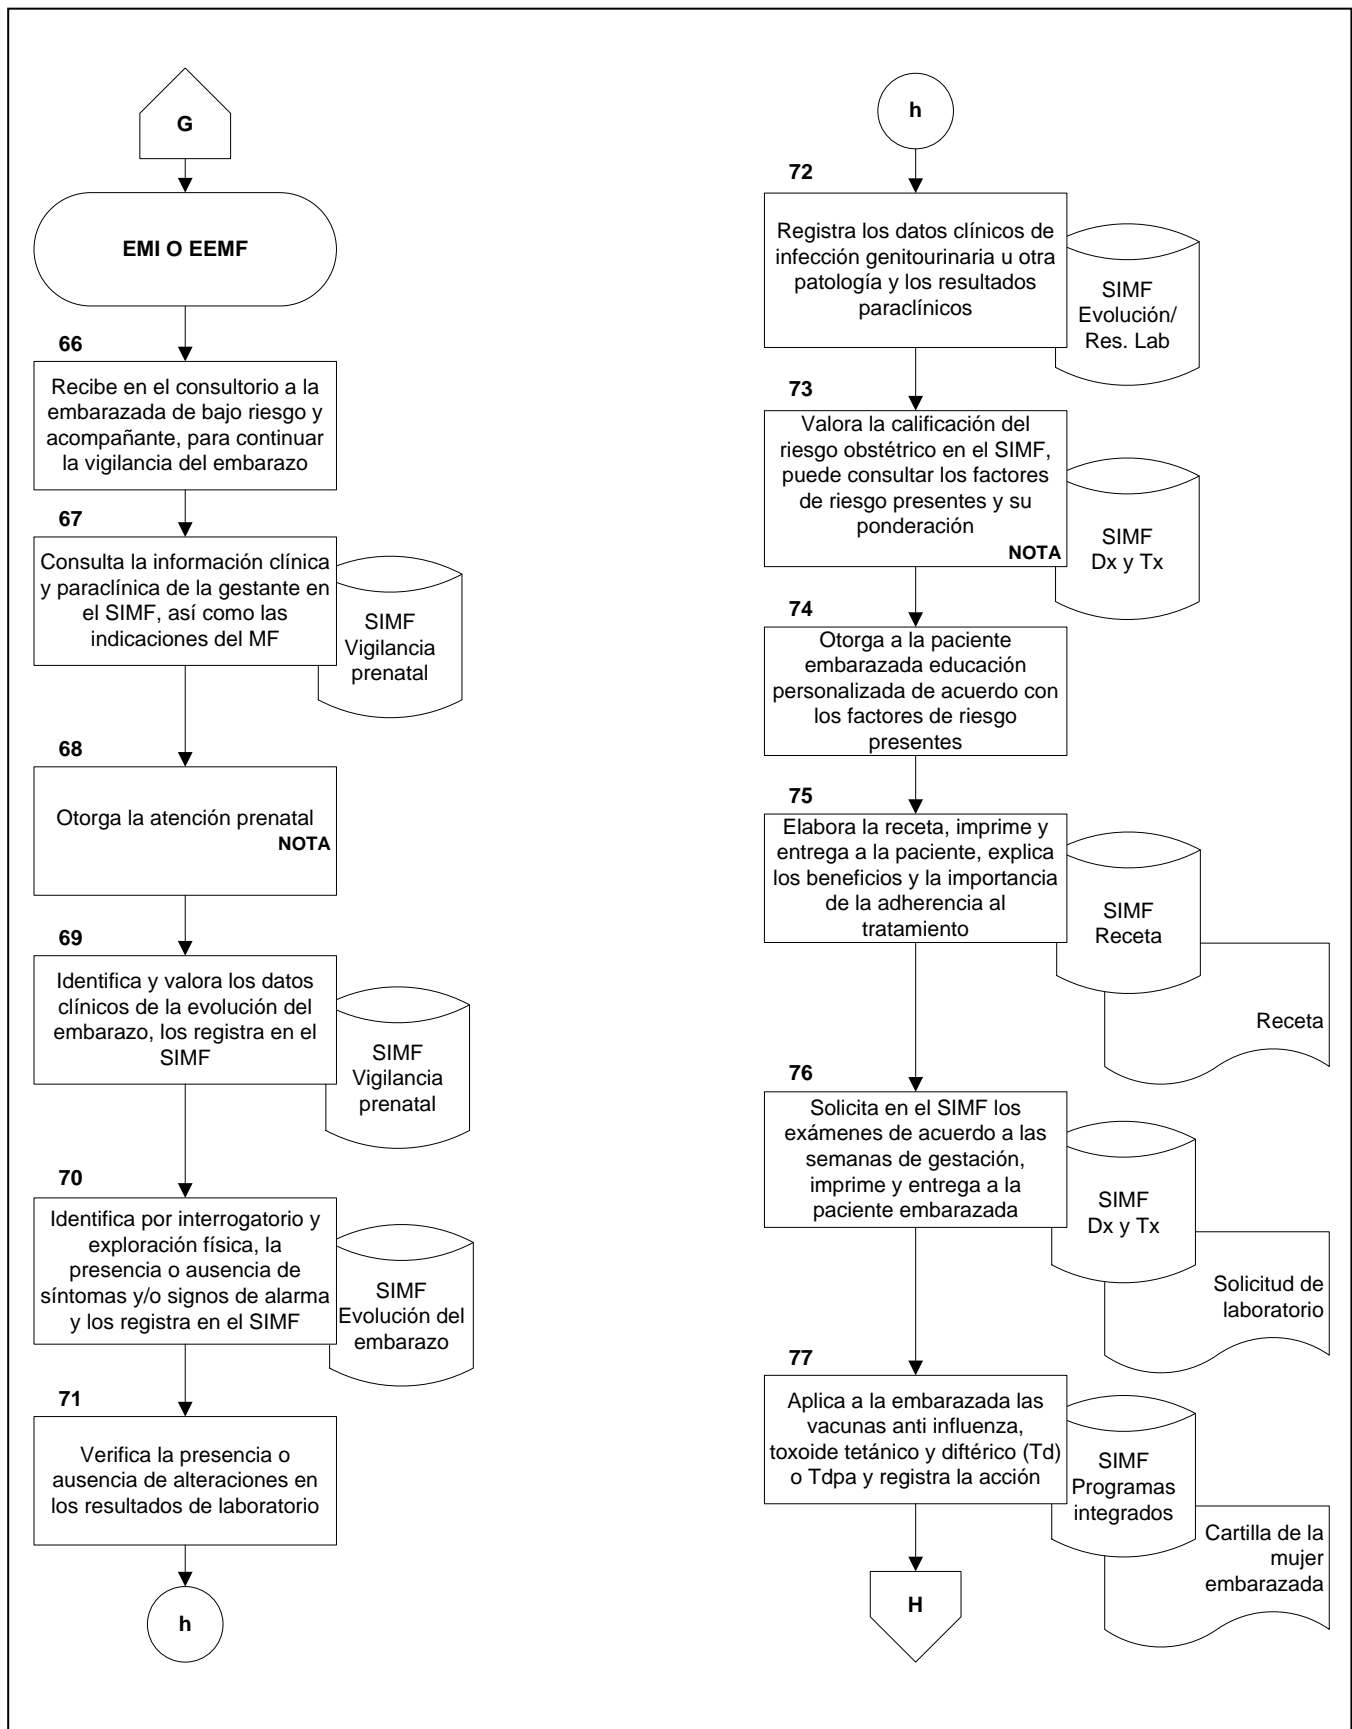 G
EMI O EEMF
66
Recibe en el consultorio a la
embarazada de bajo riesgo y
acompañante, para continuar
la vigilancia del embarazo
67
Consulta la información clínica
y paraclínica de la gestante en
el SIMF, así como las
indicaciones del MF
SIMF
Vigilancia
prenatal
68
Otorga la atención prenatal
NOTA
69
Identifica y valora los datos
clínicos de la evolución del
embarazo, los registra en el
SIMF
SIMF
Vigilancia
prenatal
70
Identifica por interrogatorio y
exploración física, la
presencia o ausencia de
síntomas y/o signos de alarma
y los registra en el SIMF
SIMF
Evolución del
embarazo
71
Verifica la presencia o
ausencia de alteraciones en
los resultados de laboratorio
h
h
72
Registra los datos clínicos de
infección genitourinaria u otra
patología y los resultados
paraclínicos
SIMF
Evolución/
Res. Lab
73
Valora la calificación del
riesgo obstétrico en el SIMF,
puede consultar los factores
de riesgo presentes y su
ponderación
NOTA
SIMF
Dx y Tx
74
Otorga a la paciente
embarazada educación
personalizada de acuerdo con
los factores de riesgo
presentes
75
Elabora la receta, imprime y
entrega a la paciente, explica
los beneficios y la importancia
de la adherencia al
tratamiento
SIMF
Receta
Receta
76
Solicita en el SIMF los
exámenes de acuerdo a las
semanas de gestación,
imprime y entrega a la
paciente embarazada
SIMF
Dx y Tx
Solicitud de
laboratorio
77
Aplica a la embarazada las
vacunas anti influenza,
toxoide tetánico y diftérico (Td)
o Tdpa y registra la acción
SIMF
Programas
integrados
Cartilla de la
mujer
embarazada
H